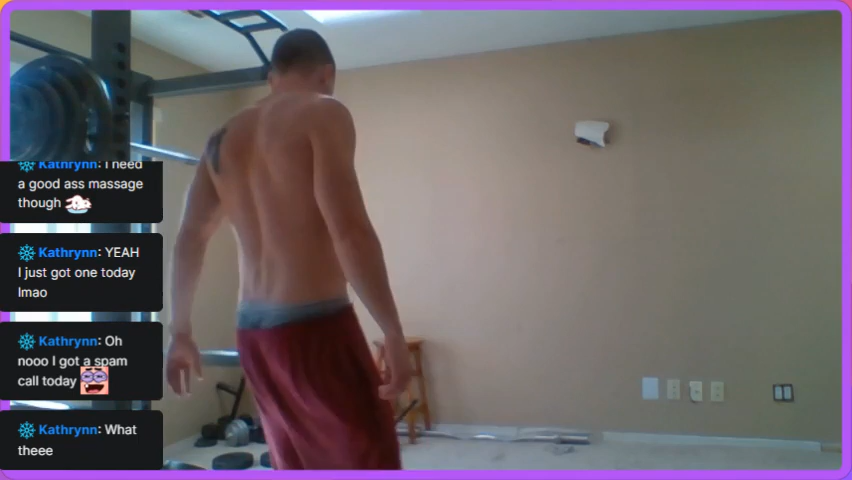 Kathrynn: I need
a good ass massage
though
Kathrynn: YEAH
I just got one today
lmao
Kathrynn: Oh
nooo I got a spam
call today
Kathrynn: What
theee